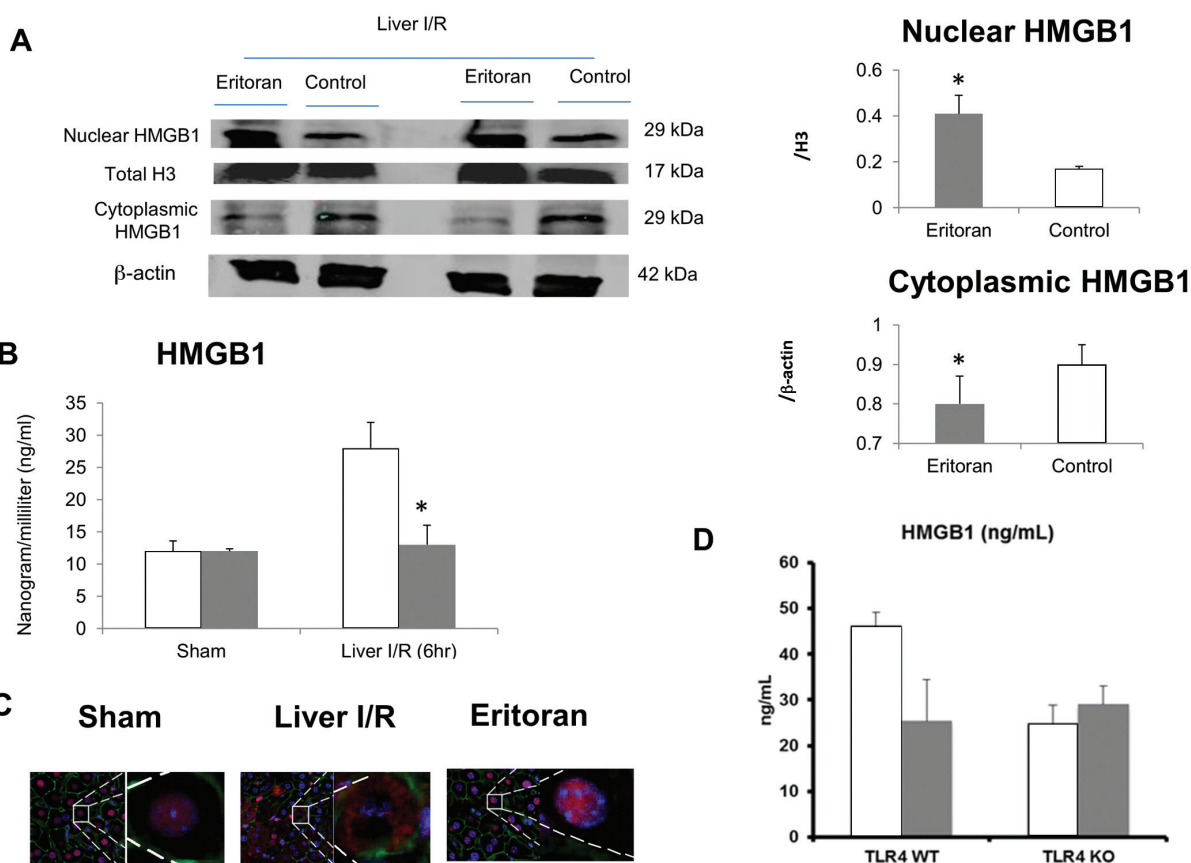 A
Liver I/R
Eritoran Control Eritoran Control
Nuclear HMGB1 29 kDa
Total H3 17 kDa
Cytoplasmic
HMGB1 29 kDa
β-actin 42 kDa
Nuclear HMGB1
/H3
0.6
0.4
0.2
0
*
Eritoran Control
Cytoplasmic HMGB1
/β-actin
1
0.9
0.8
0.7
*
Eritoran Control
B
HMGB1
Nanogram/milliliter (ng/ml)
35
30
25
20
15
10
5
0
*
Sham Liver I/R (6hr)
C
Sham Liver I/R Eritoran
D
HMGB1 (ng/mL)
ng/mL
60
50
40
30
20
10
0
TLR4 WT TLR4 KO